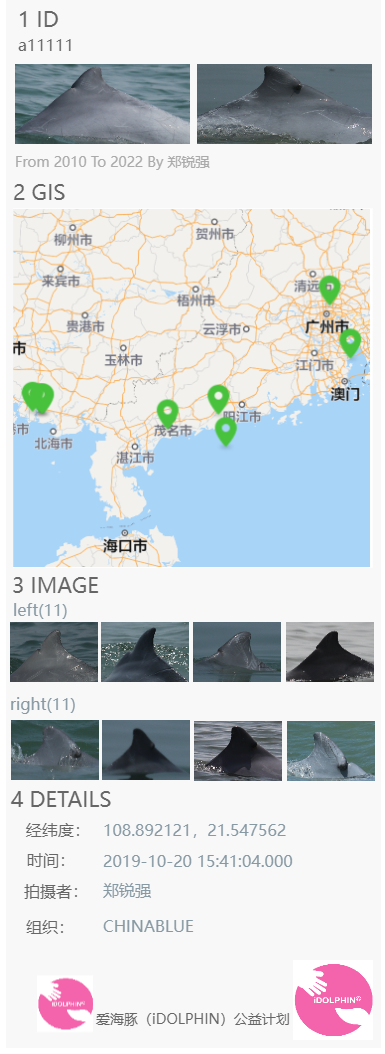 1 ID
a11111
From 2010 To 2022 By 郑锐强
2 GIS
柳州市
贺州市
来宾市
梧州市
清远
贵港市
云浮市
广州市
玉林市
江门市
澳门
阳江市
茂名市
港市
北海市
湛江市
海口市
3 IMAGE
left(11)
right(11)
4 DETAILS
经纬度: 108.892121, 21.547562
时间: 2019-10-20 15:41:04.000
拍摄者: 郑锐强
组织: CHINABLUE
iDOLPHIN
爱海豚（iDOLPHIN）公益计划
iDOLPHIN